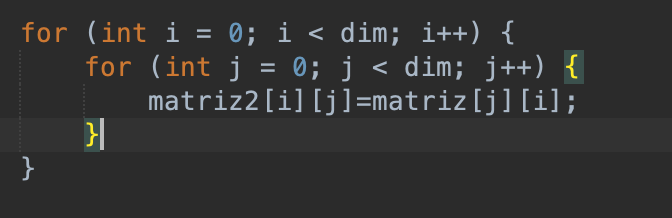 for (int i = 0; i < dim; i++) {
    for (int j = 0; j < dim; j++) {
        matriz2[i][j]=matriz[j][i];
    }
}